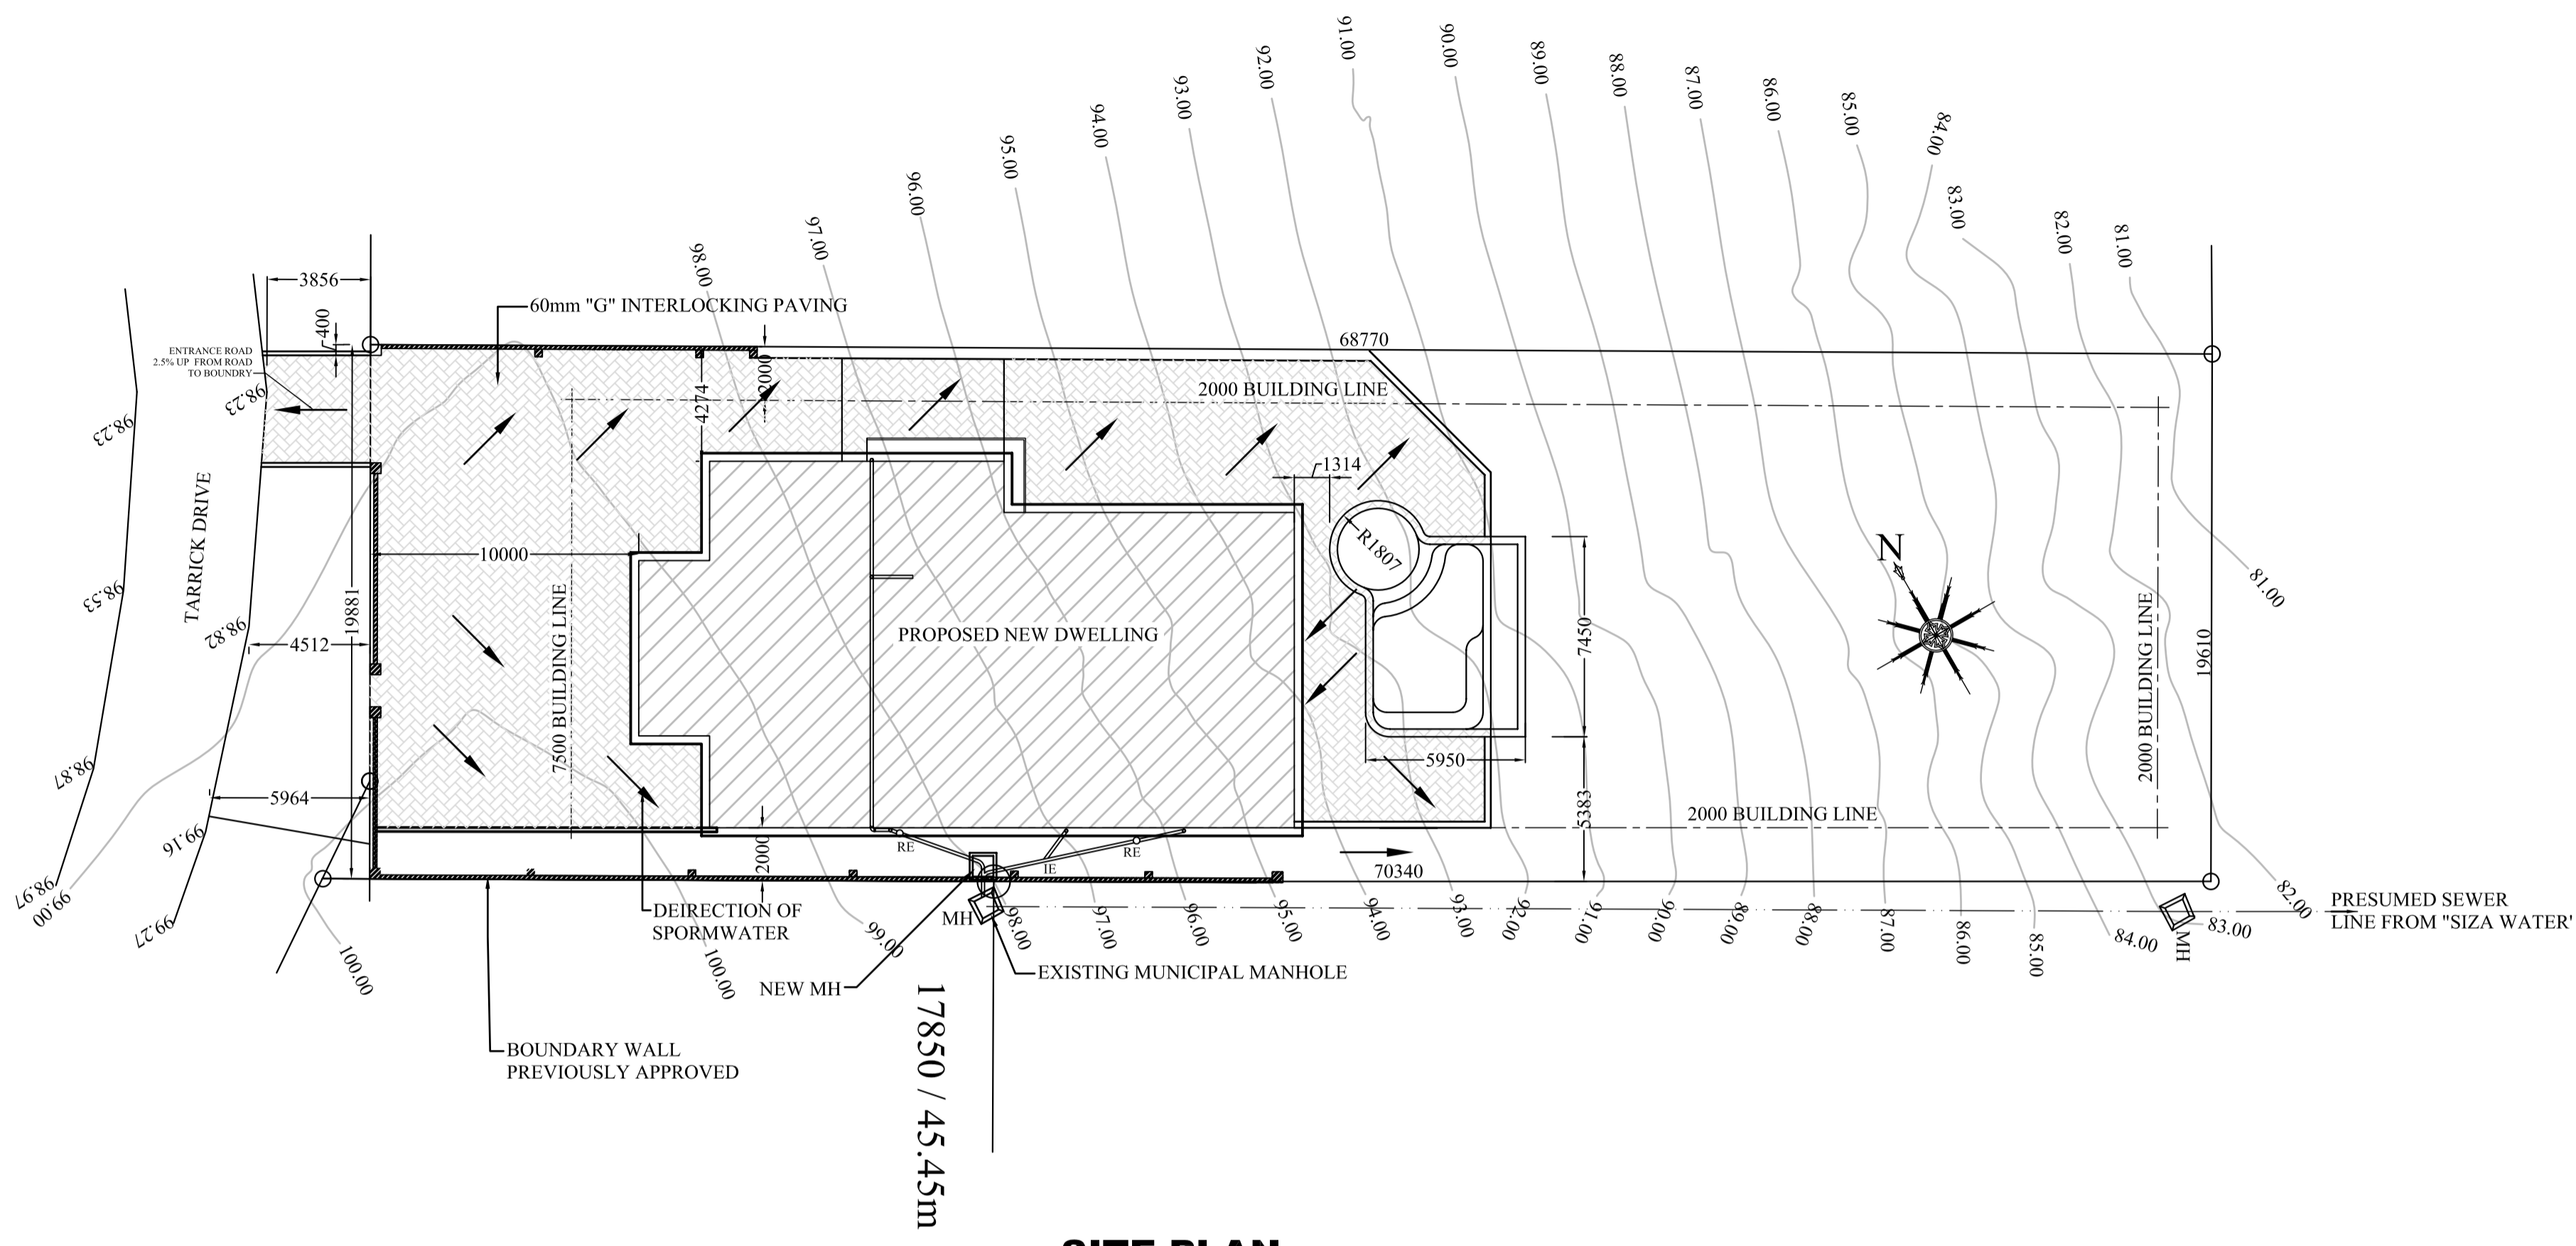 91.00
90.00
89.00
88.00
87.00
86.00
85.00
84.00
92.00
93.00
94.00
95.00
96.00
97.00
98.00
83.00
82.00
81.00
3856
60mm "G" INTERLOCKING PAVING
400
68770
ENTRANCE ROAD
2.5% UP  FROM ROAD
TO BOUNDRY
98.23
98.23
4274
2000
2000 BUILDING LINE
1314
R1807
N
TARRICK DRIVE
10000
98.53
98.82
4512
19881
7500 BUILDING LINE
PROPOSED NEW DWELLING
7450
81.00
2000 BUILDING LINE
19610
98.87
5964
5950
5383
2000 BUILDING LINE
99.16
2000
RE
IE
RE
70340
98.97
99.00
99.27
100.00
DEIRECTION OF
SPORMWATER
100.00
99.00
MH
98.00
97.00
96.00
95.00
94.00
93.00
92.00
91.00
90.00
89.00
88.00
87.00
86.00
85.00
84.00
83.00
82.00
MH
PRESUMED SEWER
LINE FROM "SIZA WATER'
NEW MH
EXISTING MUNICIPAL MANHOLE
17850 / 45.45m
BOUNDARY WALL
PREVIOUSLY APPROVED
SITE PLAN